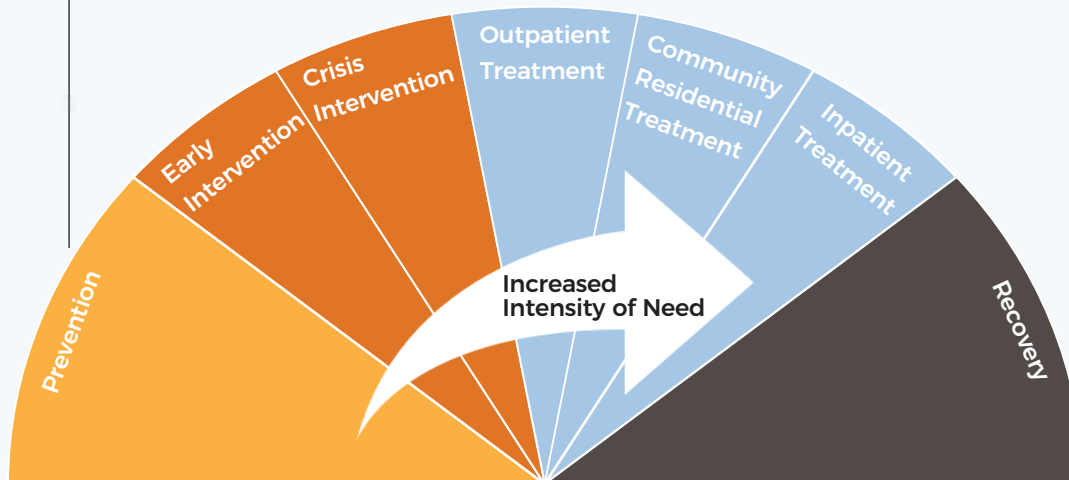 Prevention
Early
Intervention
Crisis
Intervention
Outpatient
Treatment
Community
Residential
Treatment
Inpatient
Treatment
Recovery
Increased
Intensity of Need